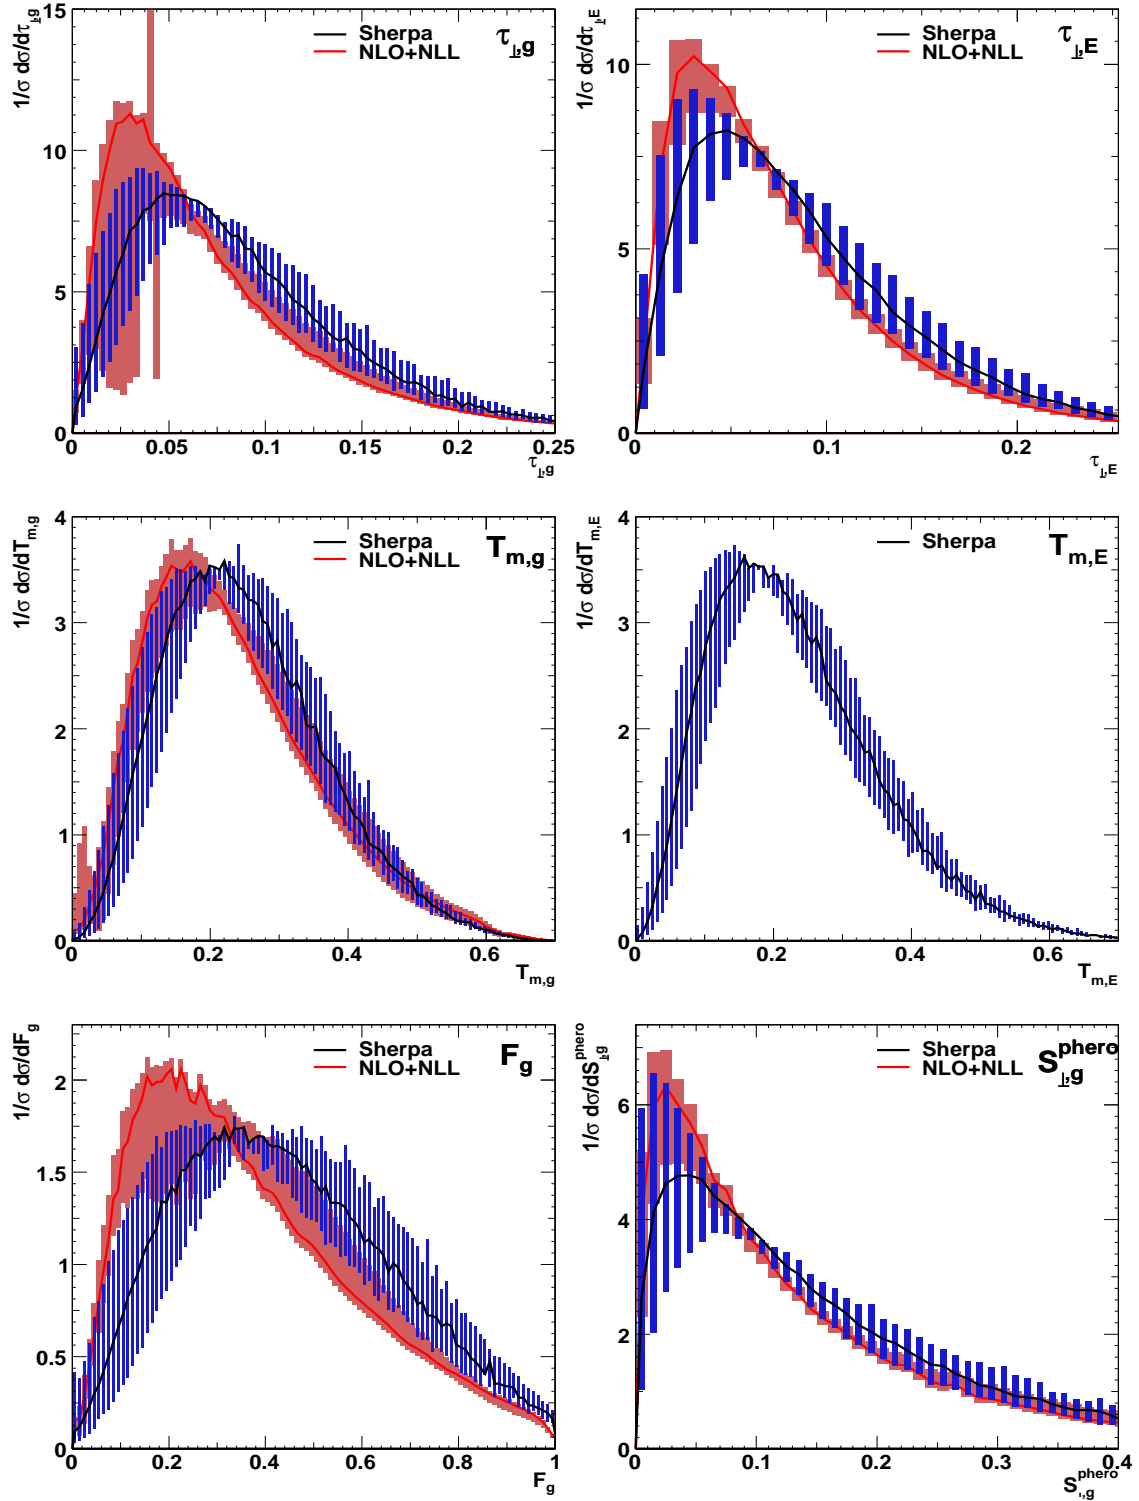 1/σ dσ/dτ⊥,g
15
10
5
0
Sherpa
NLO+NLL
τ⊥,g
0 0.05 0.1 0.15 0.2 0.25
τ⊥,g
1/σ dσ/dτ⊥,E
10
5
0
Sherpa
NLO+NLL
τ⊥,E
0 0.1 0.2
τ⊥,E
1/σ dσ/dTm,g
4
3
2
1
0
Sherpa
NLO+NLL
Tm,g
0 0.2 0.4 0.6
Tm,g
1/σ dσ/dTm,E
4
3
2
1
0
Sherpa
Tm,E
0 0.2 0.4 0.6
Tm,E
1/σ dσ/dFg
2
1.5
1
0.5
0
Sherpa
NLO+NLL
Fg
0 0.2 0.4 0.6 0.8 1
Fg
1/σ dσ/dS⊥,g^phero
6
4
2
0
Sherpa
NLO+NLL
S⊥,g^phero
0 0.1 0.2 0.3 0.4
S,g^phero